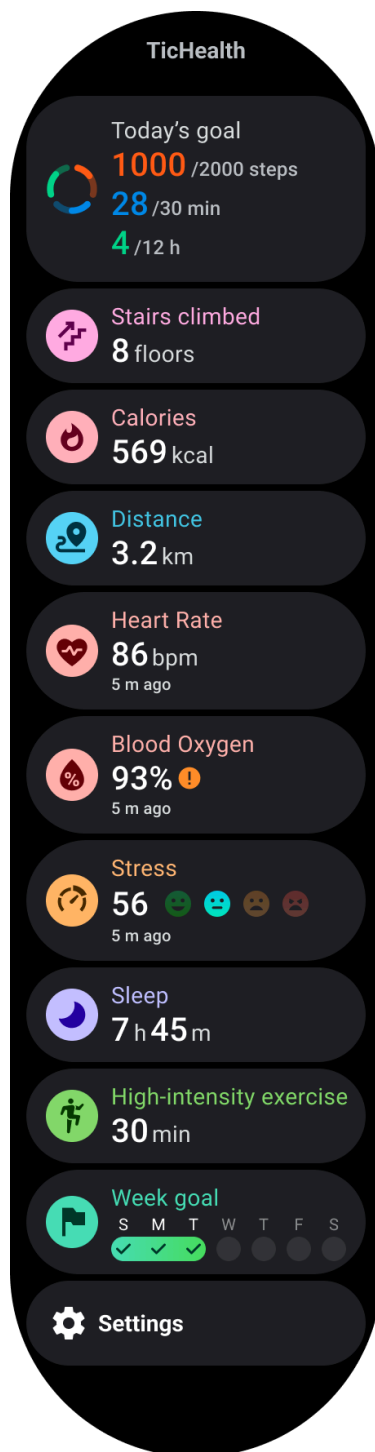 TicHealth
Today's goal
1000 /2000 steps
28 /30 min
4 /12 h
Stairs climbed
8 floors
Calories
569 kcal
Distance
3.2 km
Heart Rate
86 bpm
5 m ago
Blood Oxygen
93% !
5 m ago
Stress
56
5 m ago
Sleep
7 h 45 m
High-intensity exercise
30 min
Week goal
S M T W T F S
Settings